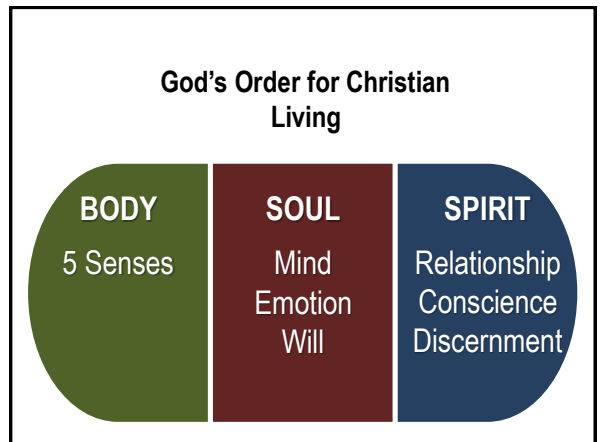 God's Order for Christian
Living
BODY
5 Senses
SOUL
Mind
Emotion
Will
SPIRIT
Relationship
Conscience
Discernment